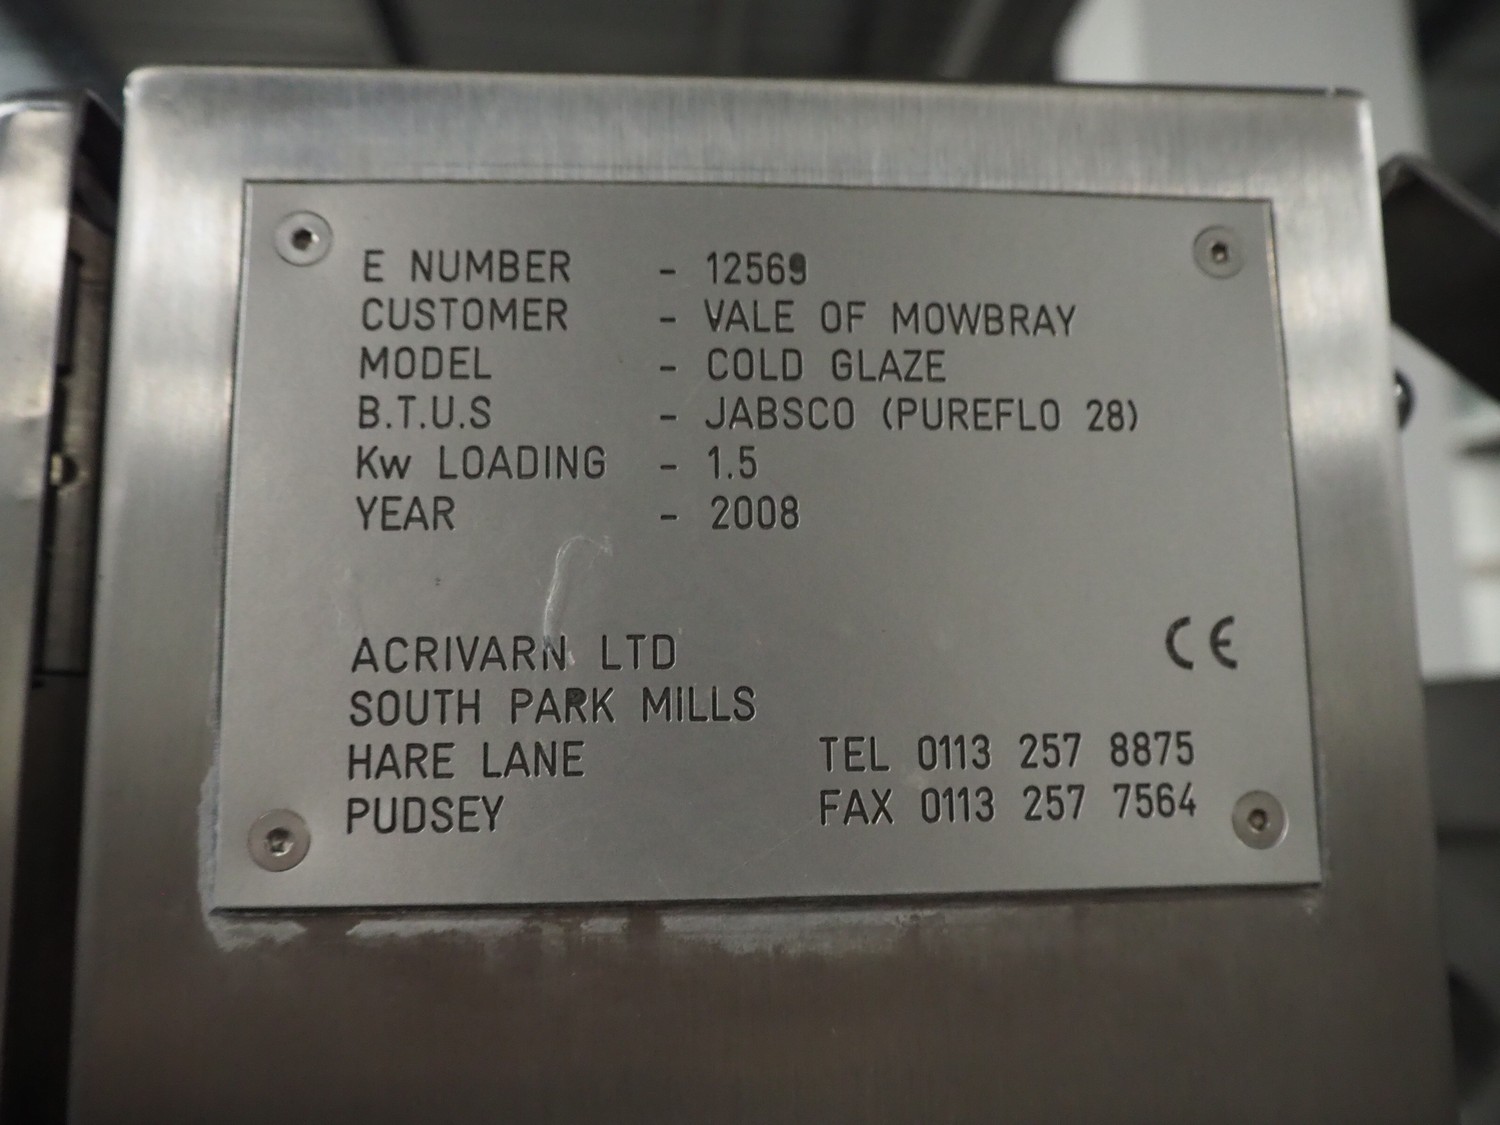 E NUMBER - 12569
CUSTOMER - VALE OF MOWBRAY
MODEL - COLD GLAZE
B.T.U.S - JABSCO (PUREFLO 28)
Kw LOADING - 1.5
YEAR - 2008
ACRIVARN LTD
CE
SOUTH PARK MILLS
HARE LANE
TEL 0113 257 8875
PUDSEY
FAX 0113 257 7564